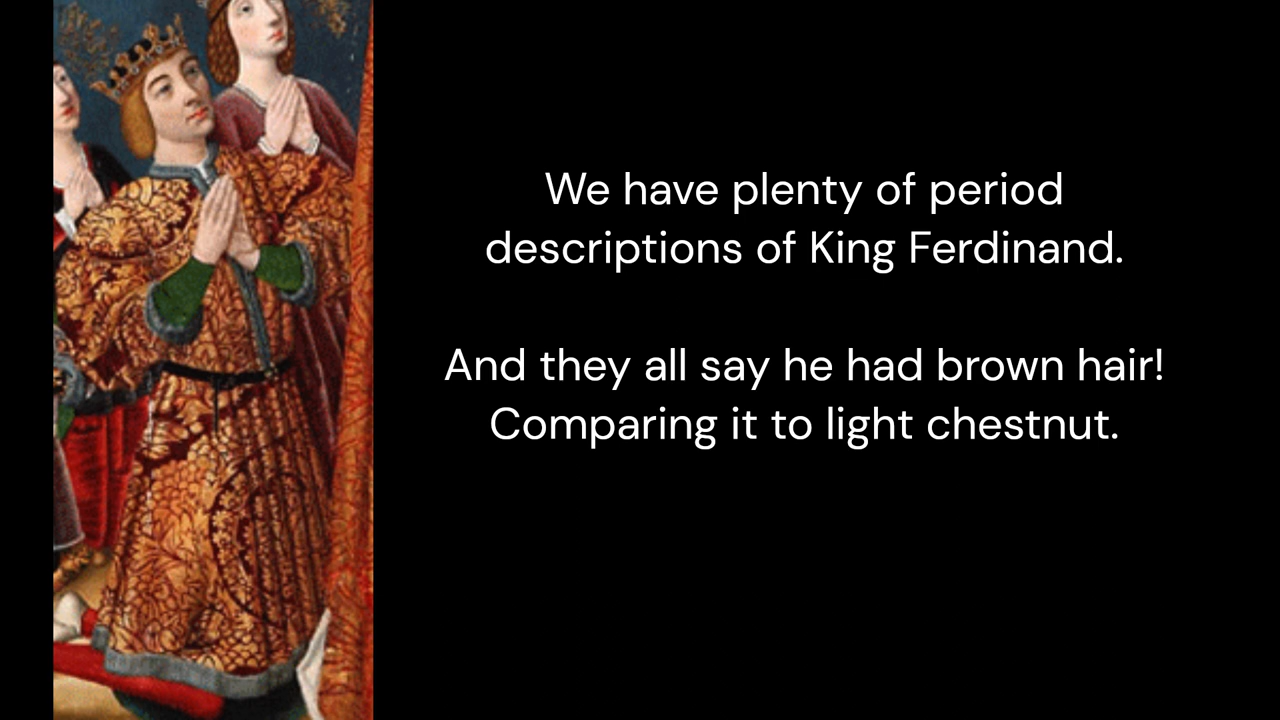 We have plenty of period
descriptions of King Ferdinand.
And they all say he had brown hair!
Comparing it to light chestnut.